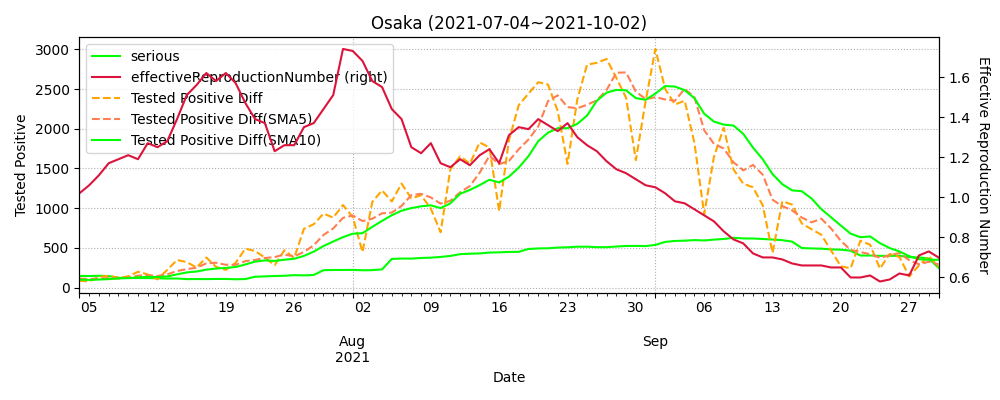 Osaka (2021-07-04~2021-10-02)
serious
effectiveReproductionNumber (right)
Tested Positive Diff
Tested Positive Diff(SMA5)
Tested Positive Diff(SMA10)
Tested Positive
3000
2500
2000
1500
1000
500
0
1.6
1.4
1.2
1.0
0.8
0.6
Effective Reproduction Number
05 12 19 26 02 09 16 23 30 06 13 20 27
Aug Sep
2021
Date